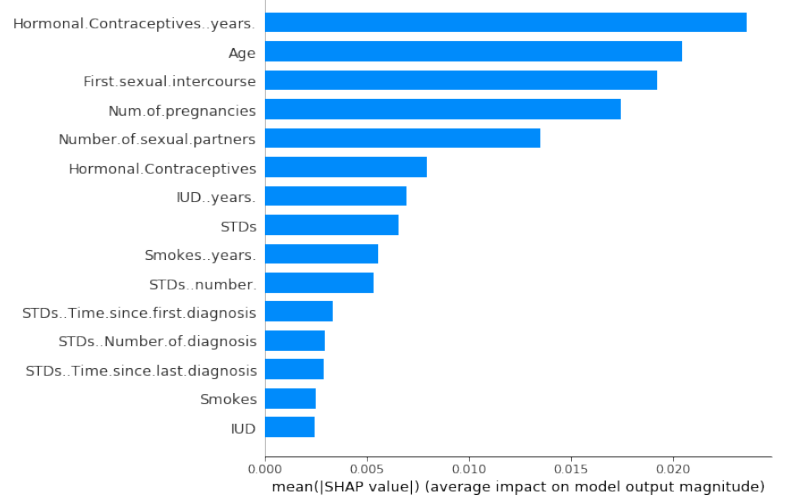 Hormonal.Contraceptives..years.
Age
First.sexual.intercourse
Num.of.pregnancies
Number.of.sexual.partners
Hormonal.Contraceptives
IUD..years.
STDs
Smokes..years.
STDs..number.
STDs..Time.since.first.diagnosis
STDs..Number.of.diagnosis
STDs..Time.since.last.diagnosis
Smokes
IUD
0.000 0.005 0.010 0.015 0.020
mean(|SHAP value|) (average impact on model output magnitude)